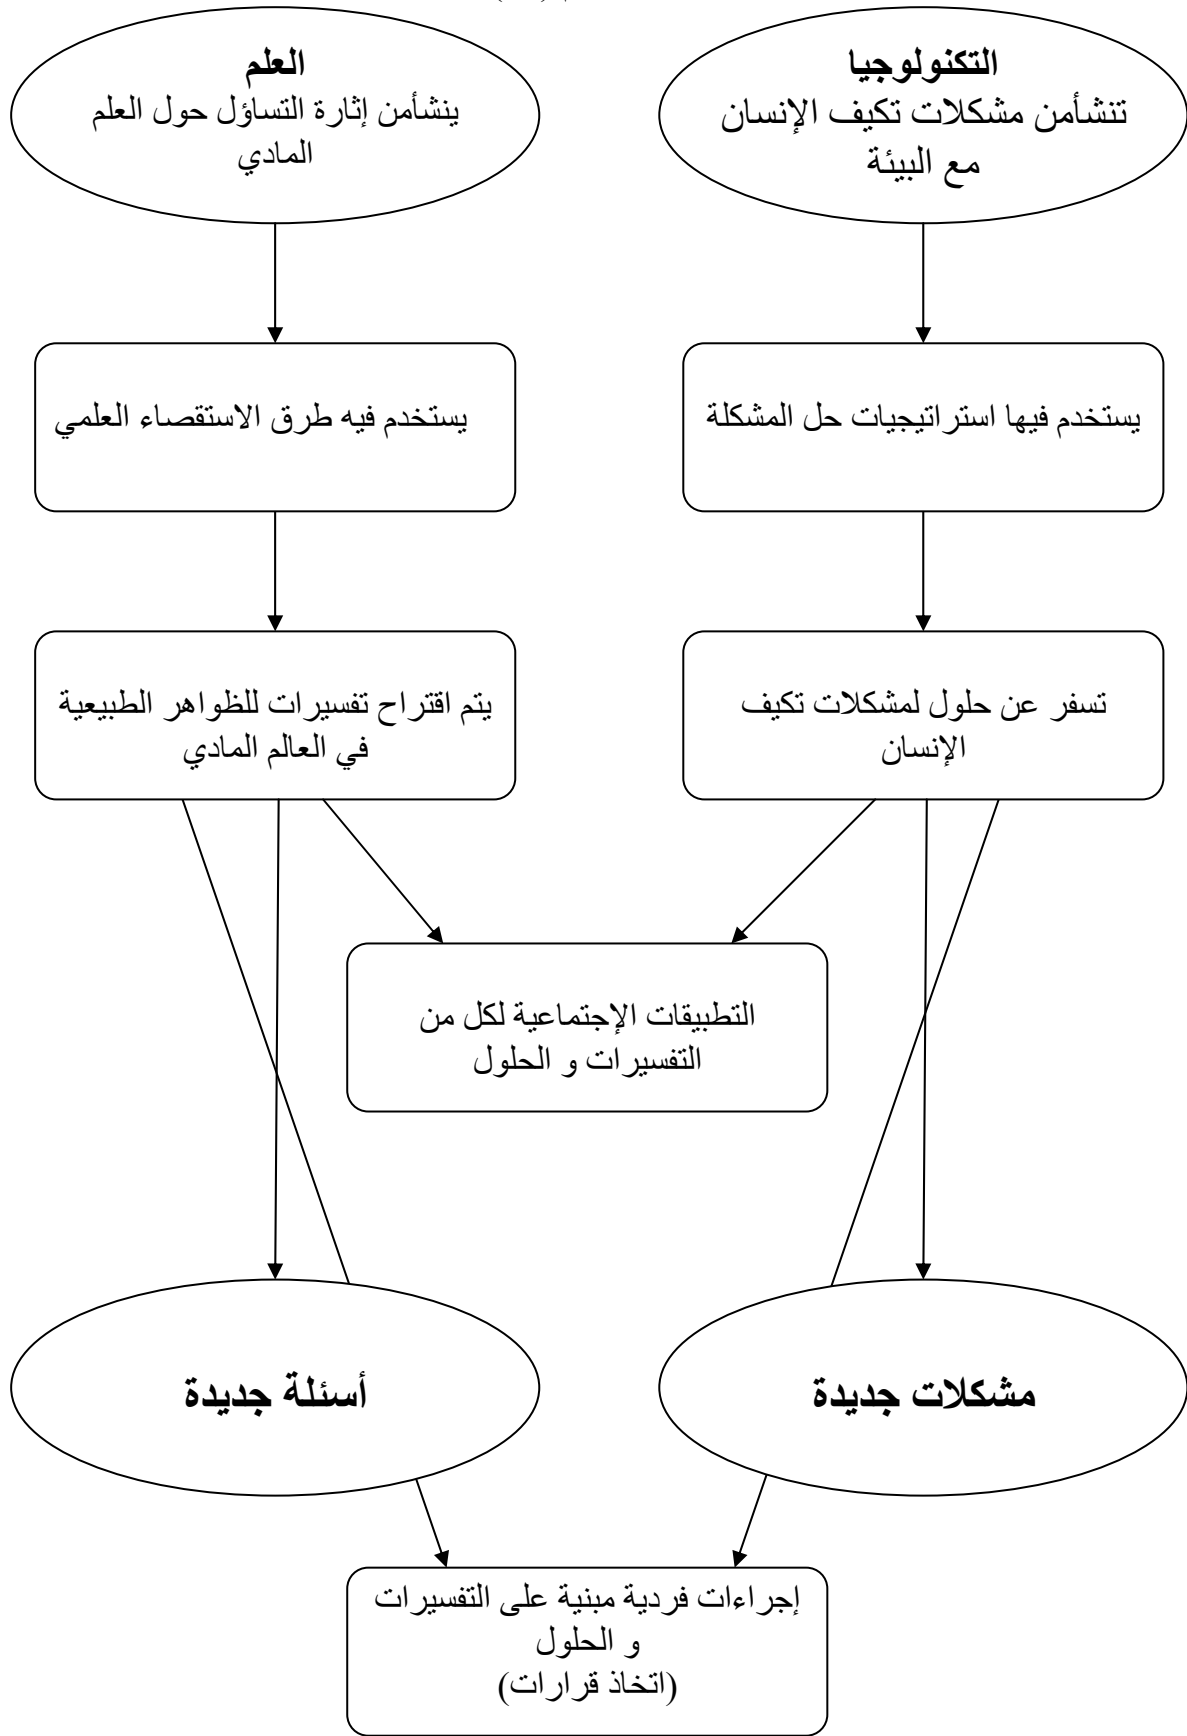 التكنولوجيا
تنشأمن مشكلات تكيف الإنسان
مع البيئة
العلم
ينشأمن إثارة التساؤل حول العلم
المادي
يستخدم فيها استراتيجيات حل المشكلة
يستخدم فيه طرق الاستقصاء العلمي
تسفر عن حلول لمشكلات تكيف
الإنسان
يتم اقتراح تفسيرات للظواهر الطبيعية
في العالم المادي
التطبيقات الإجتماعية لكل من
التفسيرات و الحلول
مشكلات جديدة
أسئلة جديدة
إجراءات فردية مبنية على التفسيرات
و الحلول
(اتخاذ قرارات)